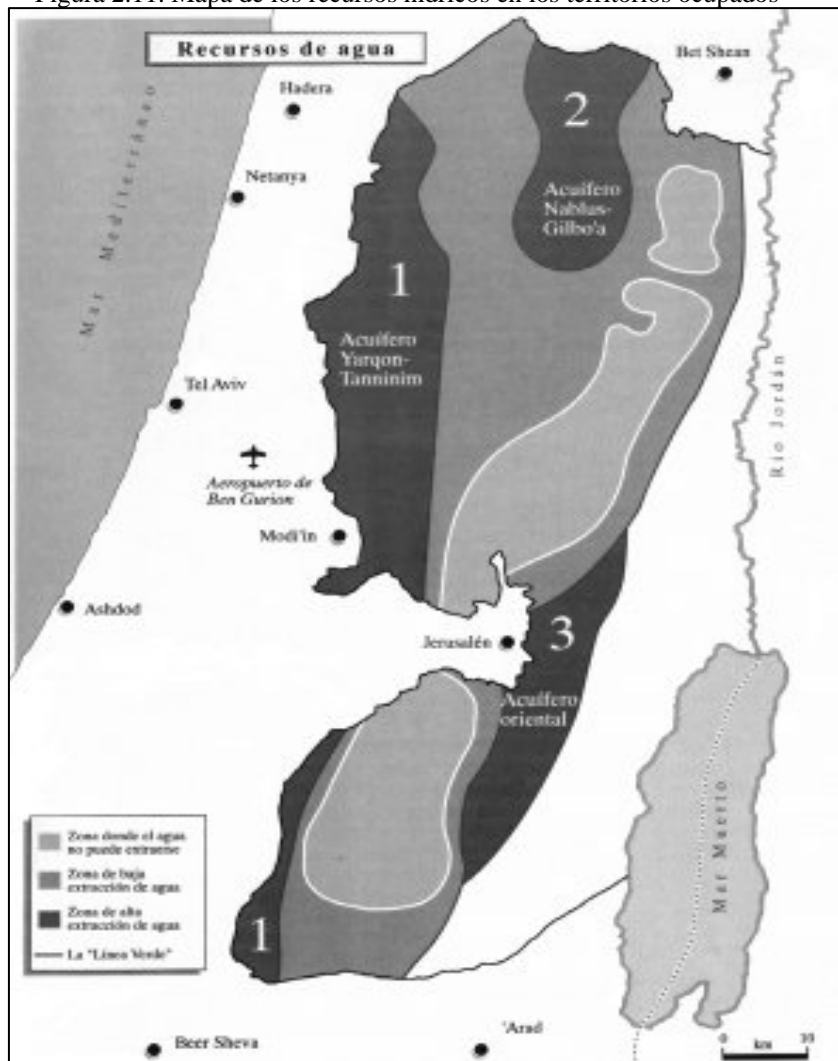 Figura 2.11. Mapa de los recursos hídricos en los territorios ocupados
Recursos de agua
Bet Shean
Hadera
2
Netanya
Acuífero
Nablus-
Gilbo'a
Mar Mediterráneo
1
Acuífero
Yarqon-
Tanninim
Tel Aviv
Río Jordán
Aeropuerto de
Ben Gurion
Modi'in
Ashdod
Jerusalén
3
Acuífero
oriental
Mar Muerto
Zona donde el agua
no puede extraerse
Zona de baja
extracción de agua
Zona de alta
extracción de agua
La "Línea Verde"
1
Beer Sheva
'Arad
0
10
km